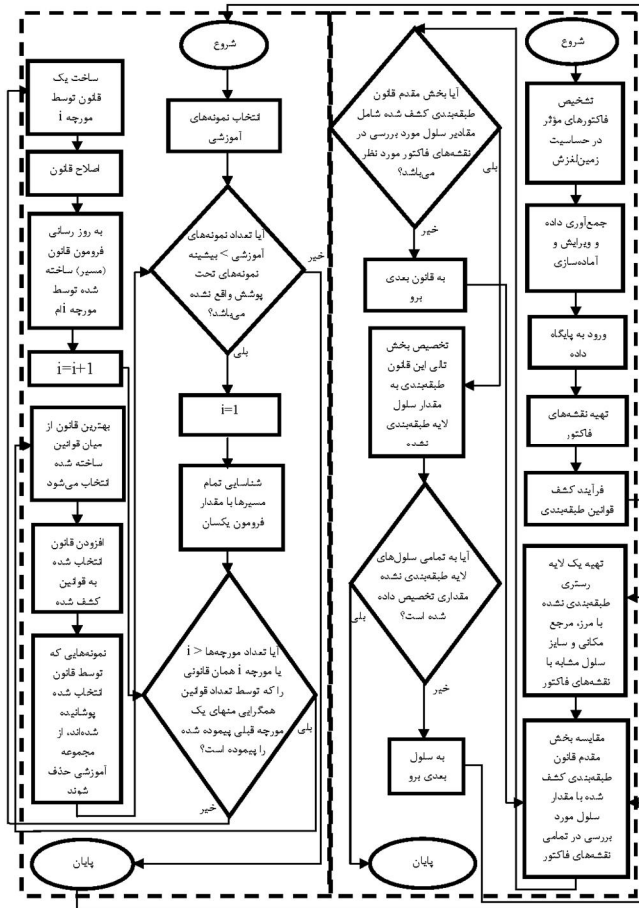 شروع
تشخیص
فاکتورهای مؤثر
در حساسیت
زمین‌لغزش
جمع‌آوری داده
و ویرایش و
آماده‌سازی
ورود به پایگاه
داده
تهیه نقشه‌های
فاکتور
فرآیند کشف
قوانین طبقه‌بندی
تهیه یک لایه
رستری
طبقه‌بندی نشده
با مرز، مرجع
مکانی و سایز
سلول مشابه با
نقشه‌های فاکتور
مقایسه بخش
مقدم قانون
طبقه‌بندی کشف
شده با مقدار
سلول مورد
بررسی در تمامی
نقشه‌های فاکتور
آیا بخش مقدم قانون
طبقه‌بندی کشف شده شامل
مقادیر سلول مورد بررسی در
نقشه‌های فاکتور مورد نظر
می‌باشد؟
بلی
خیر
به قانون بعدی
برو
تخصیص بخش
تالی این قانون
طبقه‌بندی به
مقدار سلول
لایه طبقه‌بندی
نشده
آیا به تمامی سلول‌های
لایه طبقه‌بندی نشده
مقداری تخصیص داده
شده است؟
بلی
خیر
به سلول
بعدی برو
پایان
شروع
انتخاب نمونه‌های
آموزشی
آیا تعداد نمونه‌های
آموزشی > بیشینه
نمونه‌های تحت
پوشش واقع نشده
می‌باشد؟
خیر
بلی
i=1
شناسایی تمام
مسیرها با مقدار
فرومون یکسان
آیا تعداد مورچه‌ها < i
یا مورچه i همان قانونی
را که توسط تعداد قوانین
همگرایی منهای یک
مورچه قبلی پیموده شده
را پیموده است؟
بلی
خیر
ساخت یک
قانون توسط
مورچه i
اصلاح قانون
به روز رسانی
فرومون قانون
(مسیر) ساخته
شده توسط
مورچه iام
i=i+1
بهترین قانون از
میان قوانین
ساخته شده
انتخاب می‌شود
افزودن قانون
انتخاب شده
به قوانین
کشف شده
نمونه‌هایی که
توسط قانون
انتخاب شده
پوشانیده
شده‌اند، از
مجموعه
آموزشی حذف
شوند
پایان